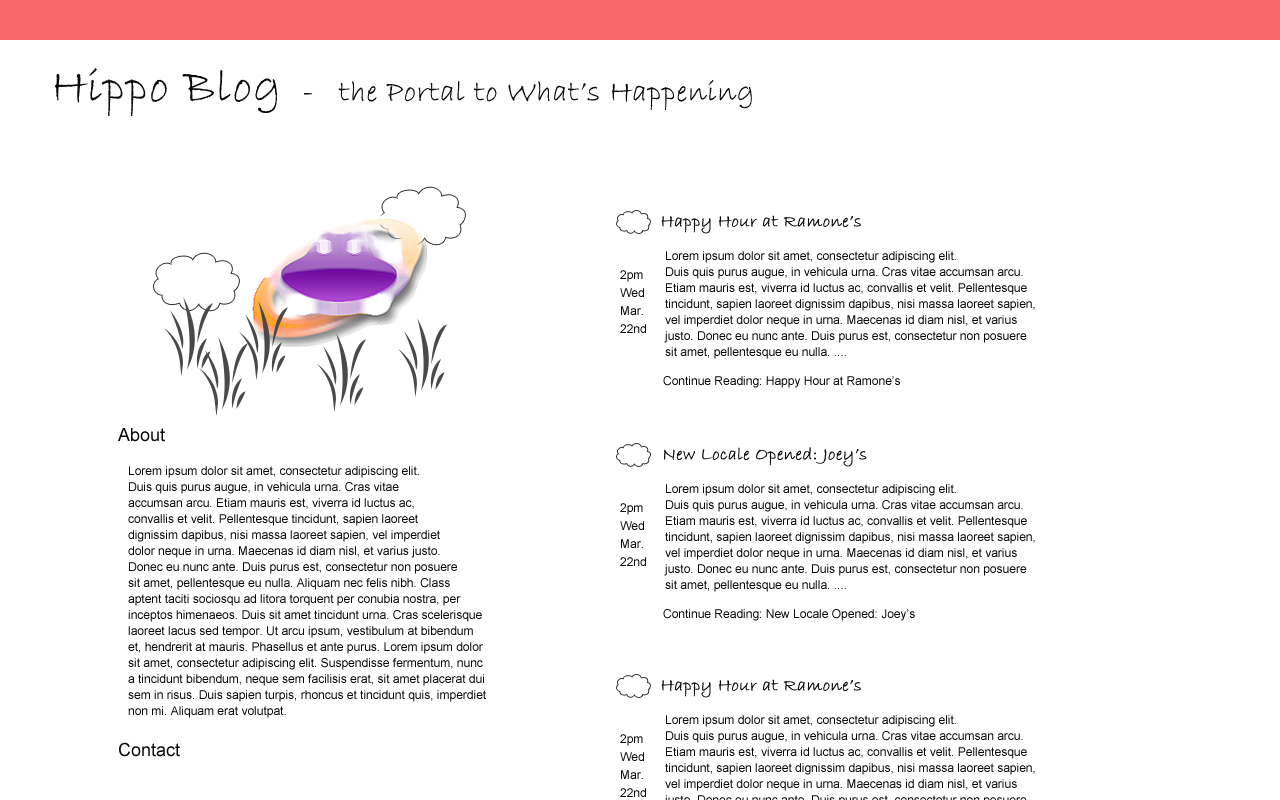 Hippo Blog - the Portal to What's Happening
About
Lorem ipsum dolor sit amet, consectetur adipiscing elit.
Duis quis purus augue, in vehicula urna. Cras vitae
accumsan arcu. Etiam mauris est, viverra id luctus ac,
convallis et velit. Pellentesque tincidunt, sapien laoreet
dignissim dapibus, nisi massa laoreet sapien, vel imperdiet
dolor neque in urna. Maecenas id diam nisl, et varius justo.
Donec eu nunc ante. Duis purus est, consectetur non posuere
sit amet, pellentesque eu nulla. Aliquam nec felis nibh. Class
aptent taciti sociosqu ad litora torquent per conubia nostra, per
inceptos himenaeos. Duis sit amet tincidunt urna. Cras scelerisque
laoreet lacus sed tempor. Ut arcu ipsum, vestibulum at bibendum
et, hendrerit at mauris. Phasellus et ante purus. Lorem ipsum dolor
sit amet, consectetur adipiscing elit. Suspendisse fermentum, nunc
a tincidunt bibendum, neque sem facilisis erat, sit amet placerat dui
sem in risus. Duis sapien turpis, rhoncus et tincidunt quis, imperdiet
non mi. Aliquam erat volutpat.
Contact
Happy Hour at Ramone's
2pm
Wed
Mar.
22nd
Lorem ipsum dolor sit amet, consectetur adipiscing elit.
Duis quis purus augue, in vehicula urna. Cras vitae accumsan arcu.
Etiam mauris est, viverra id luctus ac, convallis et velit. Pellentesque
tincidunt, sapien laoreet dignissim dapibus, nisi massa laoreet sapien,
vel imperdiet dolor neque in urna. Maecenas id diam nisl, et varius
justo. Donec eu nunc ante. Duis purus est, consectetur non posuere
sit amet, pellentesque eu nulla. ....
Continue Reading: Happy Hour at Ramone's
New Locale Opened: Joey's
2pm
Wed
Mar.
22nd
Lorem ipsum dolor sit amet, consectetur adipiscing elit.
Duis quis purus augue, in vehicula urna. Cras vitae accumsan arcu.
Etiam mauris est, viverra id luctus ac, convallis et velit. Pellentesque
tincidunt, sapien laoreet dignissim dapibus, nisi massa laoreet sapien,
vel imperdiet dolor neque in urna. Maecenas id diam nisl, et varius
justo. Donec eu nunc ante. Duis purus est, consectetur non posuere
sit amet, pellentesque eu nulla. ....
Continue Reading: New Locale Opened: Joey's
Happy Hour at Ramone's
2pm
Wed
Mar.
22nd
Lorem ipsum dolor sit amet, consectetur adipiscing elit.
Duis quis purus augue, in vehicula urna. Cras vitae accumsan arcu.
Etiam mauris est, viverra id luctus ac, convallis et velit. Pellentesque
tincidunt, sapien laoreet dignissim dapibus, nisi massa laoreet sapien,
vel imperdiet dolor neque in urna. Maecenas id diam nisl, et varius
justo. Donec eu nunc ante. Duis purus est, consectetur non posuere